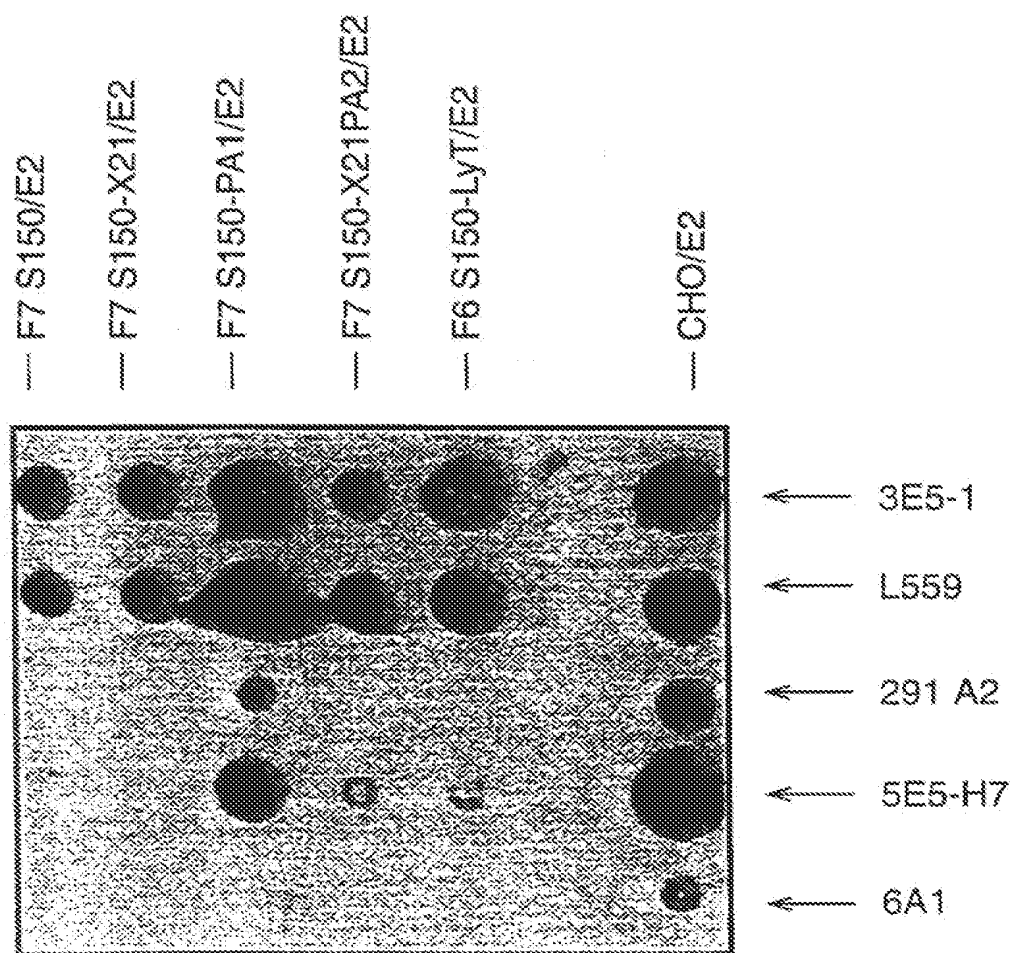 — F7 S150/E2
— F7 S150-X21/E2
— F7 S150-PA1/E2
— F7 S150-X21PA2/E2
— F6 S150-LyT/E2
— CHO/E2
3E5-1
L559
291 A2
5E5-H7
6A1